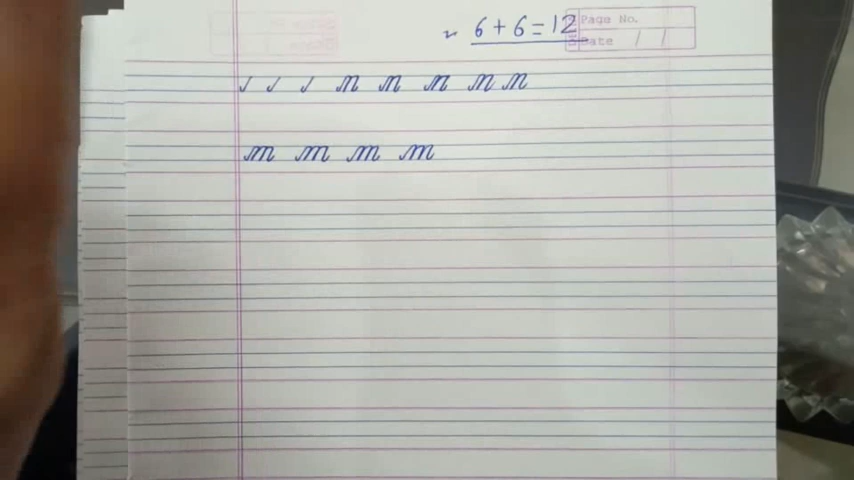 n 6 + 6 = 12
Page No.
Date / /
n n n n n
m m m m